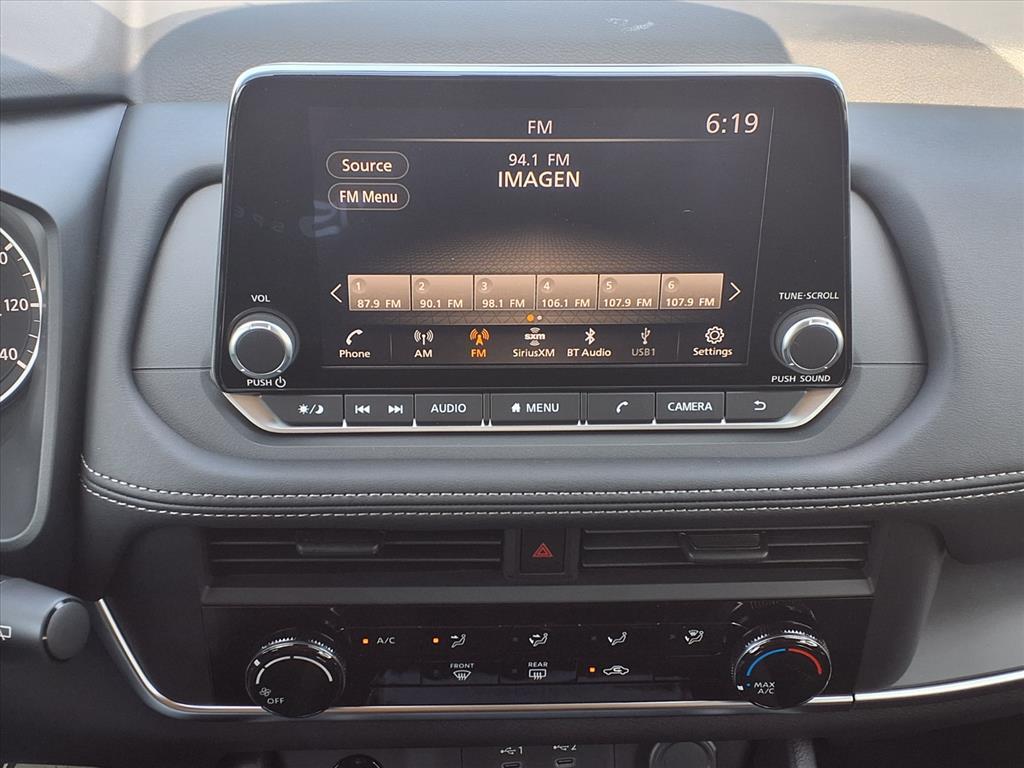 FM
6:19
94.1 FM
Source
IMAGEN
FM Menu
1 2 3 4 5 6
87.9 FM 90.1 FM 98.1 FM 106.1 FM 107.9 FM 107.9 FM
VOL
TUNE·SCROLL
120
Phone AM FM SiriusXM BT Audio USB1 Settings
sxm
40
PUSH
PUSH SOUND
AUDIO MENU CAMERA
A/C
FRONT REAR
OFF
MAX
A/C
1 2